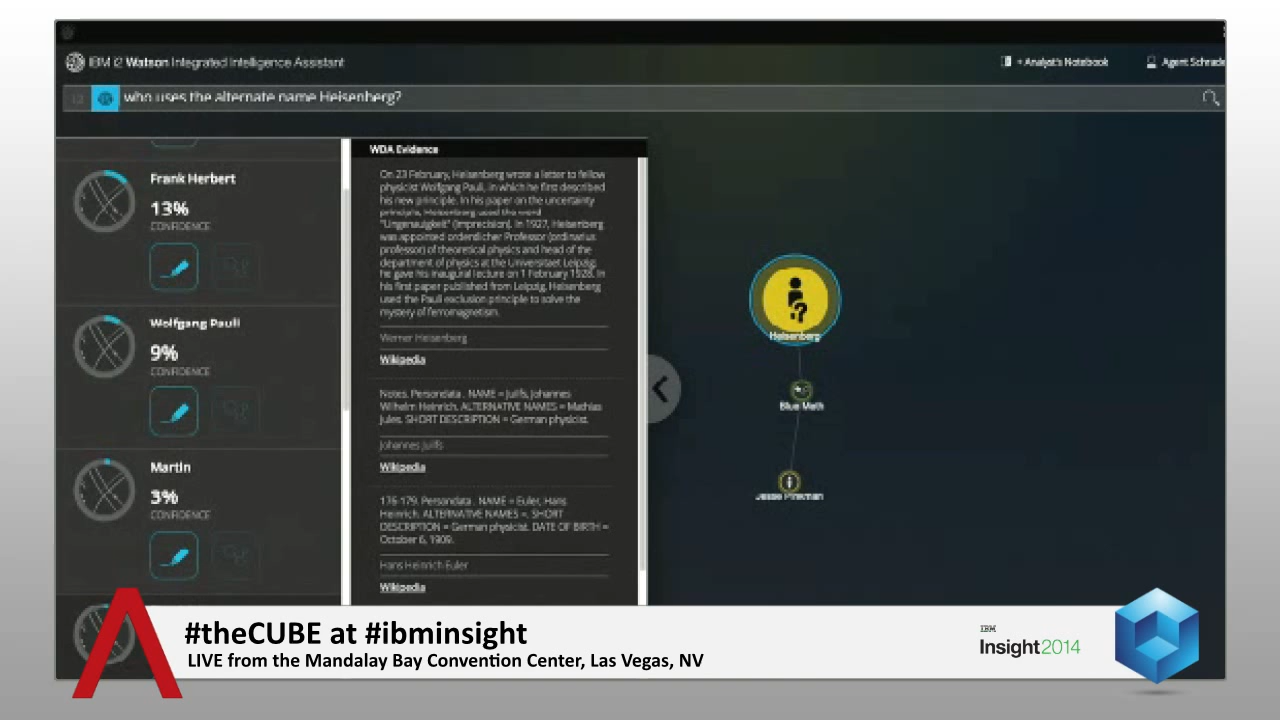 IBM i2 Watson Integrated Intelligence Assistant
+ Analyst's Notebook
Agent Schrade
who uses the alternate name Heisenberg?
Frank Herbert
13%
CONFIDENCE
Wolfgang Pauli
9%
CONFIDENCE
Martin
3%
CONFIDENCE
WDA Evidence
On 23 February, Heisenberg wrote a letter to fellow
physicist Wolfgang Pauli, in which he first described
his new principle. In his paper on the uncertainty
principle, Heisenberg used the word
"Ungenauigkeit" (imprecision). In 1927, Heisenberg
was appointed ordentlicher Professor (ordinarius
professor) of theoretical physics and head of the
department of physics at the Universitaet Leipzig;
he gave his inaugural lecture on 1 February 1928. In
his first paper published from Leipzig, Heisenberg
used the Pauli exclusion principle to solve the
mystery of ferromagnetism.
Werner Heisenberg
Wikipedia
Notes. Persondata . NAME = Juilfs, Johannes
Wilhelm Heinrich. ALTERNATIVE NAMES = Mathias
Jules. SHORT DESCRIPTION = German physicist.
Johannes Juilfs
Wikipedia
175-179. Persondata . NAME = Euler, Hans
Heinrich. ALTERNATIVE NAMES =. SHORT
DESCRIPTION = German physicist. DATE OF BIRTH =
October 6, 1909.
Hans Heinrich Euler
Wikipedia
Heisenberg
Blue Meth
Jesse Pinkman
#theCUBE at #ibminsight
LIVE from the Mandalay Bay Convention Center, Las Vegas, NV
IBM
Insight2014